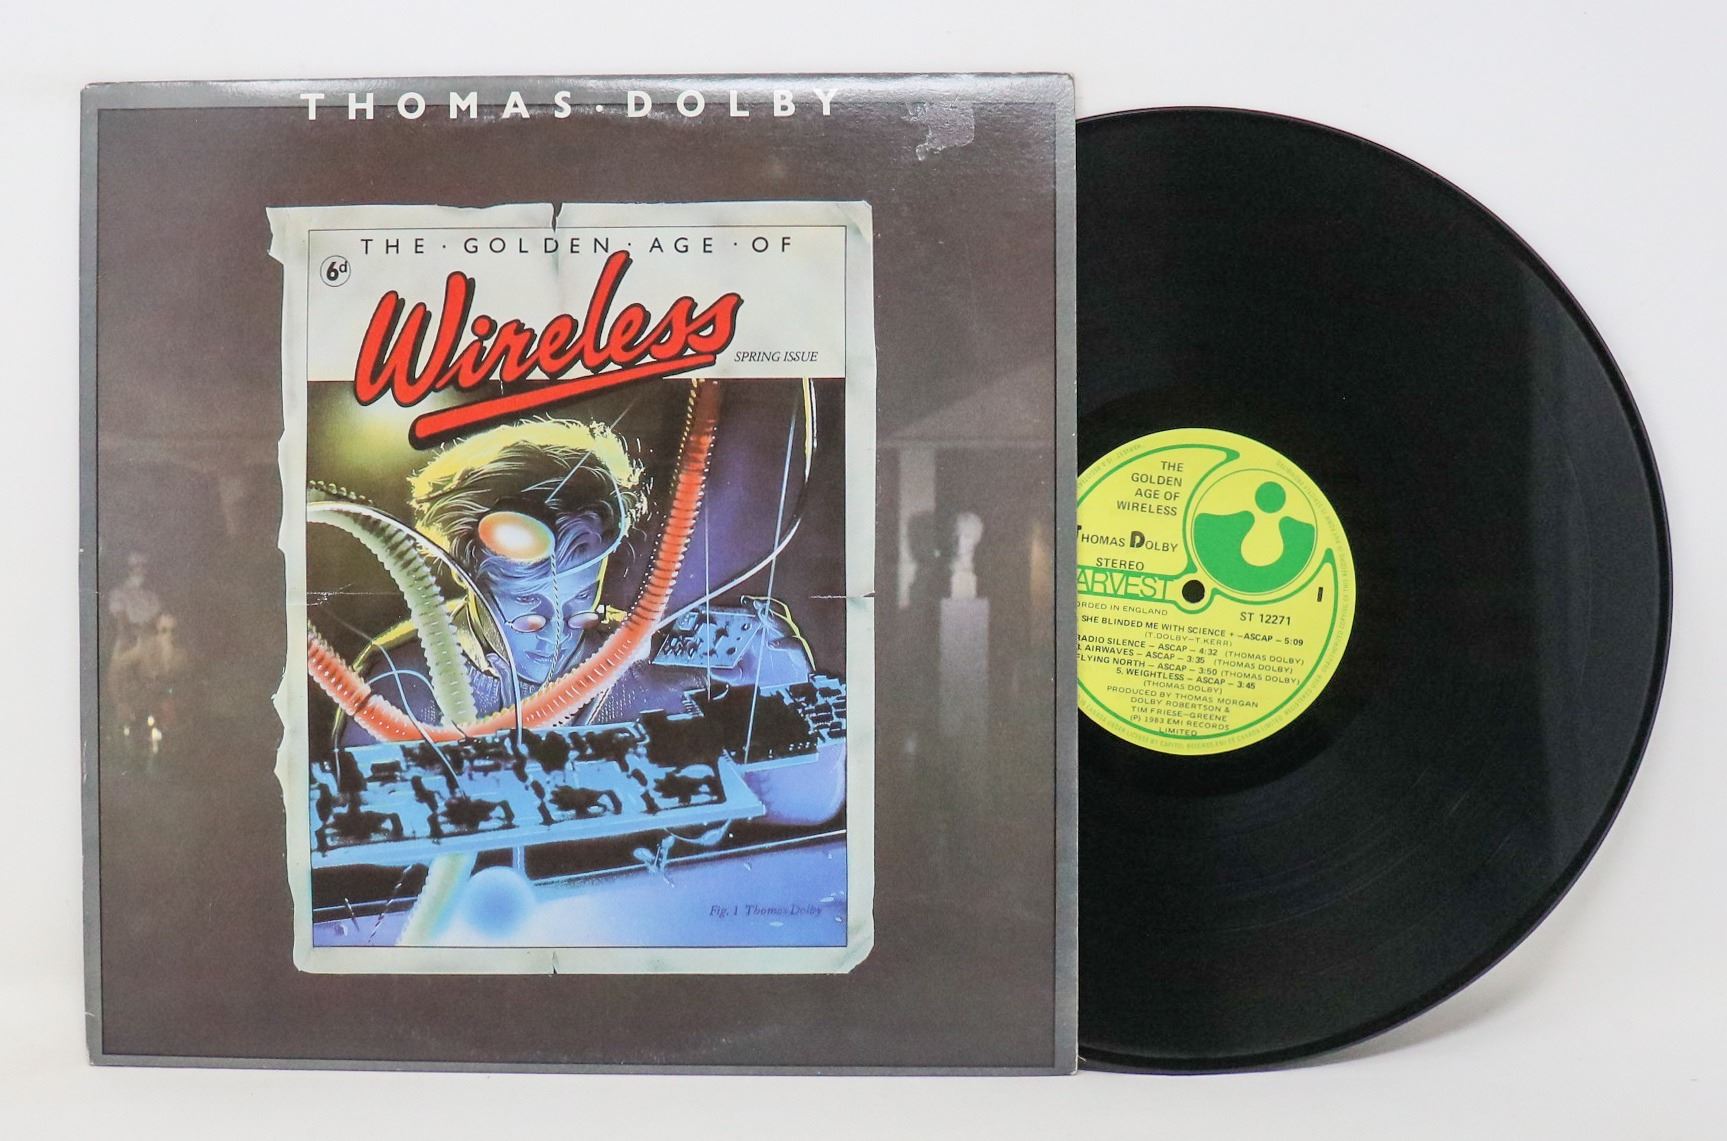 THOMAS · DOLBY
THE · GOLDEN · AGE · OF
6d
Wireless
SPRING ISSUE
Fig. 1 Thomas Dolby
THE
GOLDEN
AGE OF
WIRELESS
THOMAS DOLBY
STEREO
ARVEST
I
ORDED IN ENGLAND
ST 12271
SHE BLINDED ME WITH SCIENCE + -ASCAP - 5:09
(T.DOLBY-T.KERR)
RADIO SILENCE - ASCAP - 4:32 (THOMAS DOLBY)
3. AIRWAVES - ASCAP - 3:35 (THOMAS DOLBY)
FLYING NORTH - ASCAP - 3:50 (THOMAS DOLBY)
5. WEIGHTLESS - ASCAP - 3:45
(THOMAS DOLBY)
PRODUCED BY THOMAS MORGAN
DOLBY ROBERTSON &
TIM FRIESE-GREENE
(P) 1983 EMI RECORDS
LIMITED